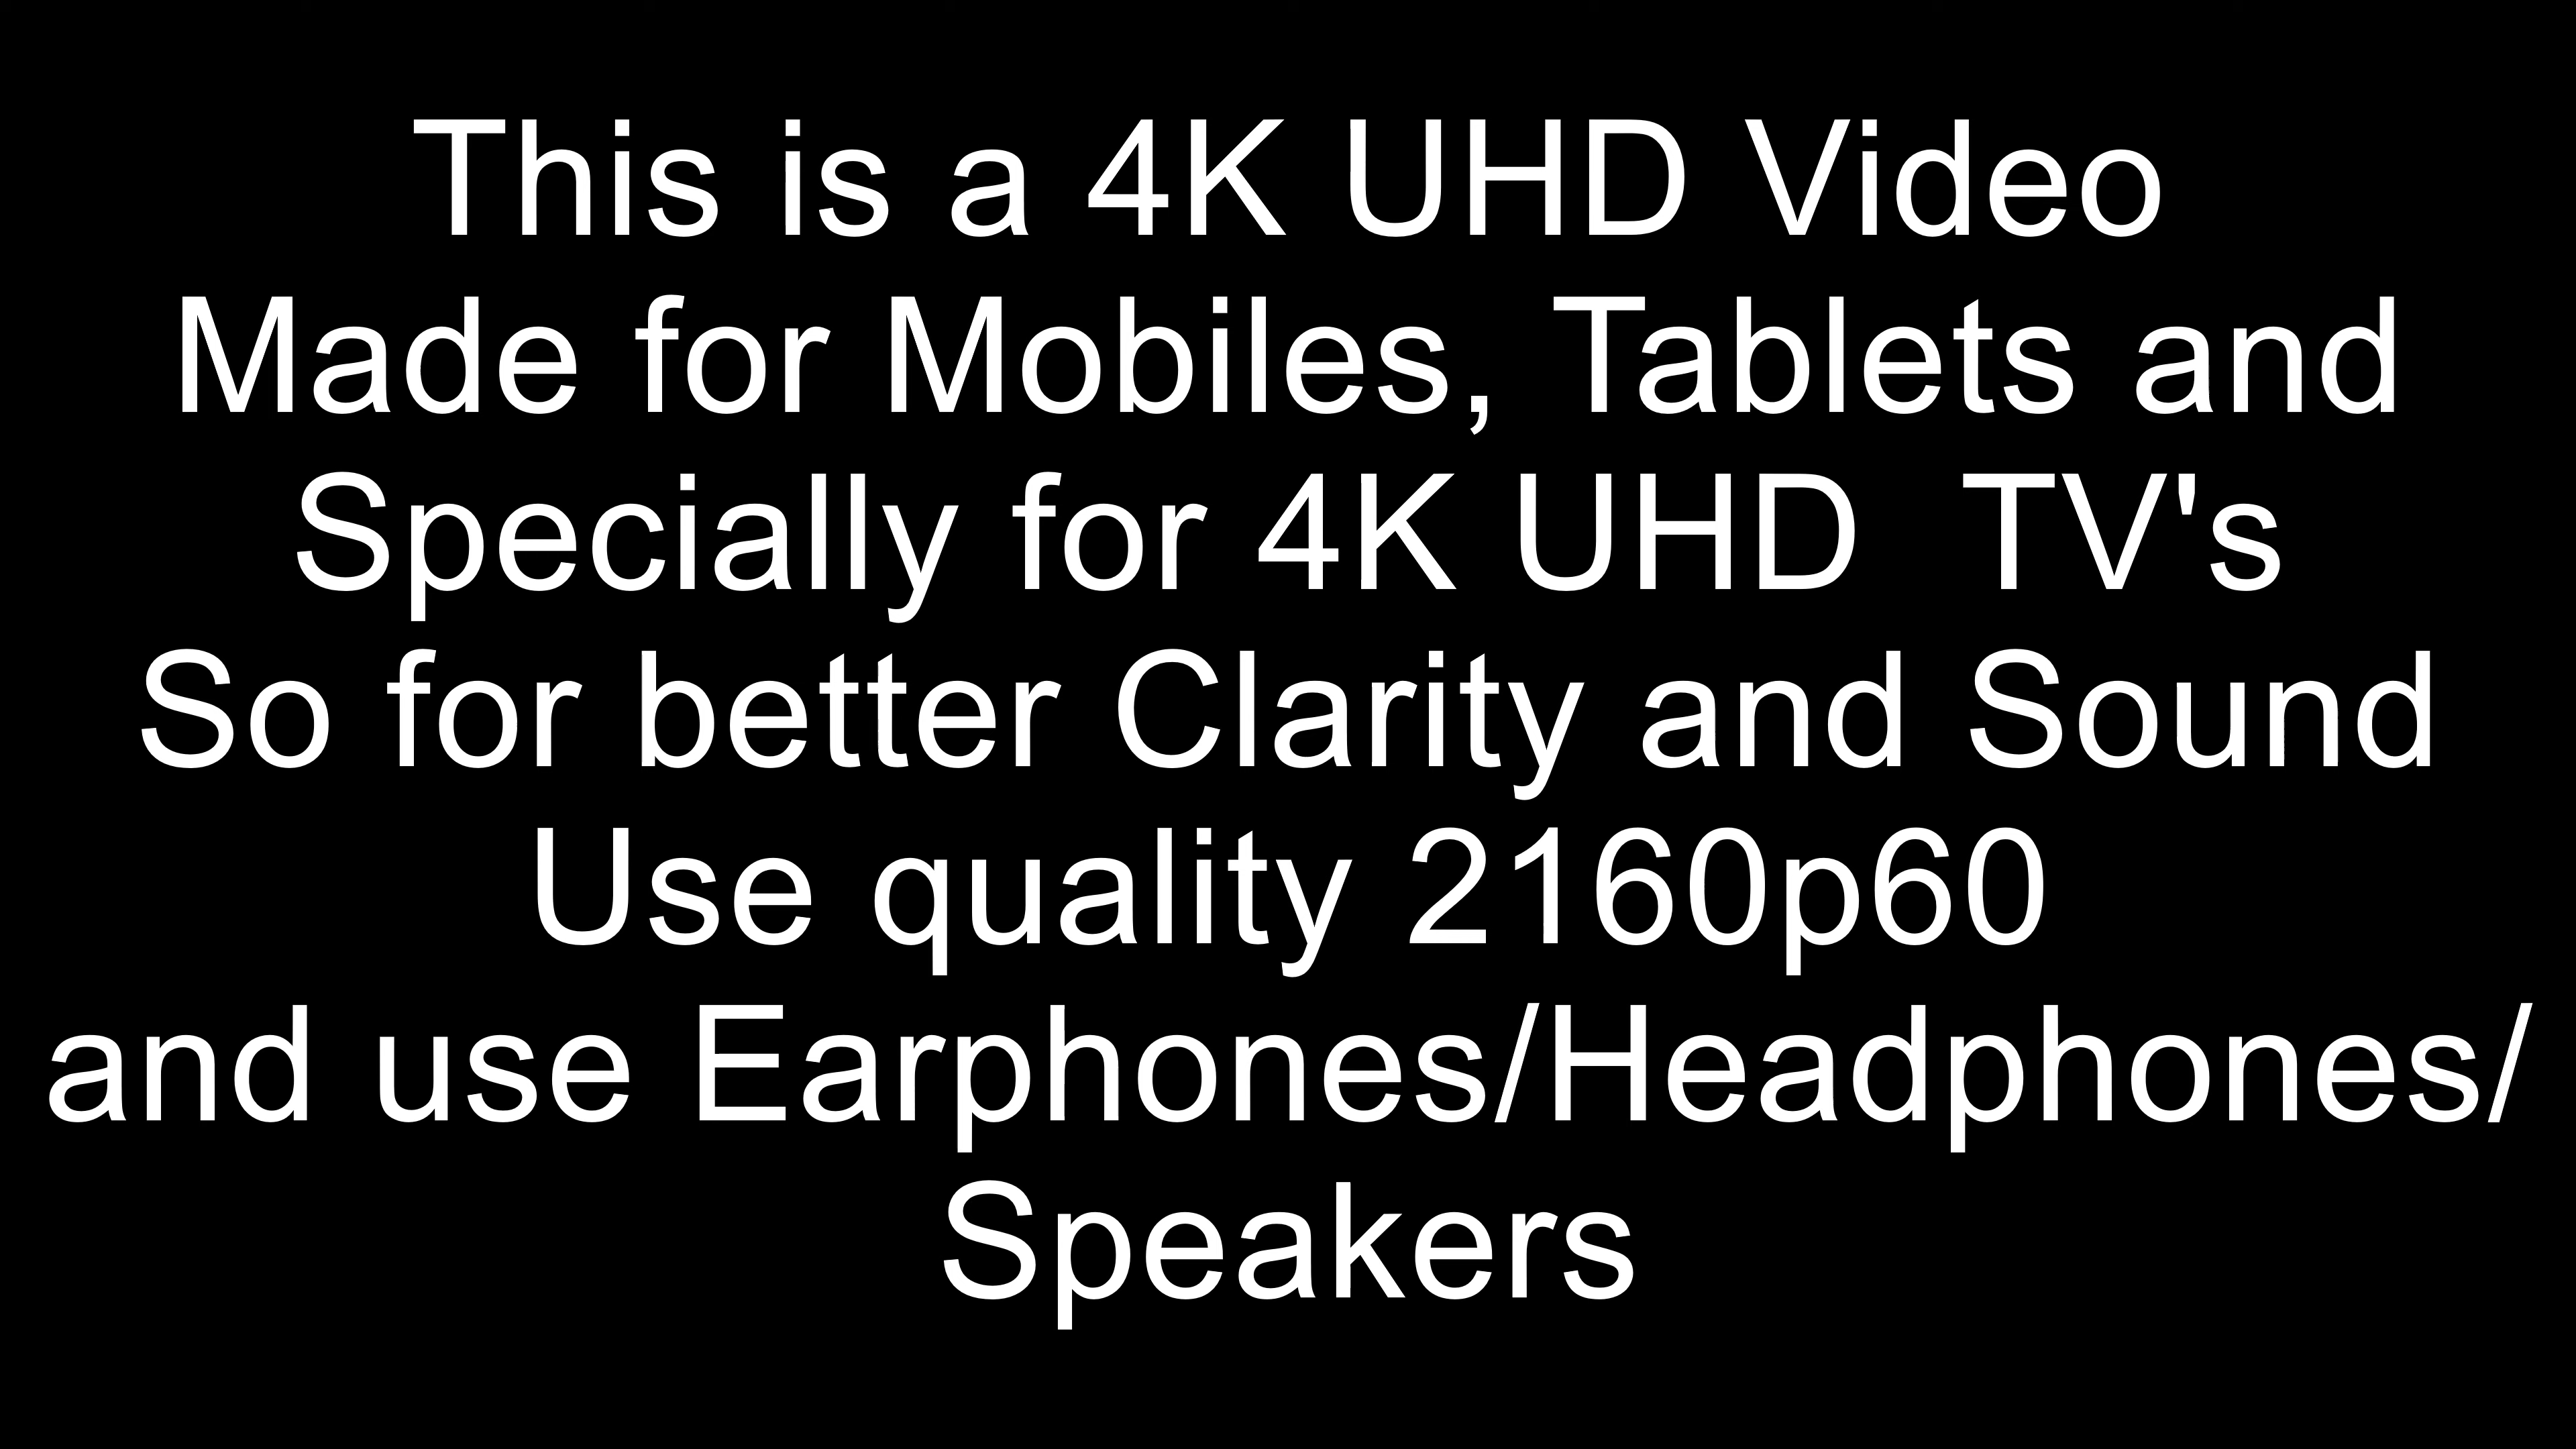 This is a 4K UHD Video
Made for Mobiles, Tablets and
Specially for 4K UHD  TV's
So for better Clarity and Sound
Use quality 2160p60
and use Earphones/Headphones/
Speakers